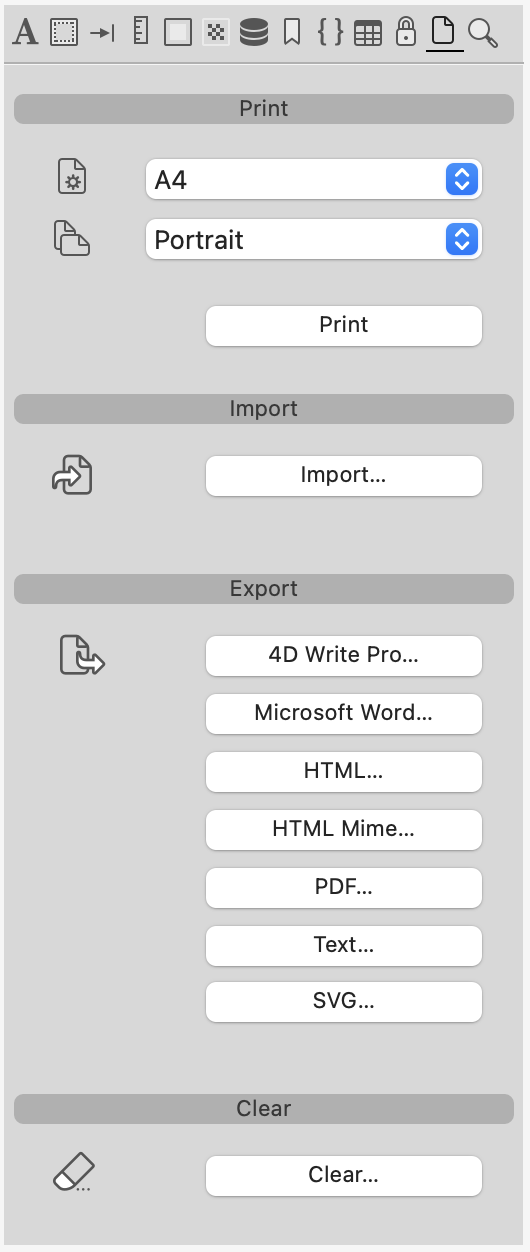 A
{ }
Print
A4
Portrait
Print
Import
Import...
Export
4D Write Pro...
Microsoft Word...
HTML...
HTML Mime...
PDF...
Text...
SVG...
Clear
Clear...